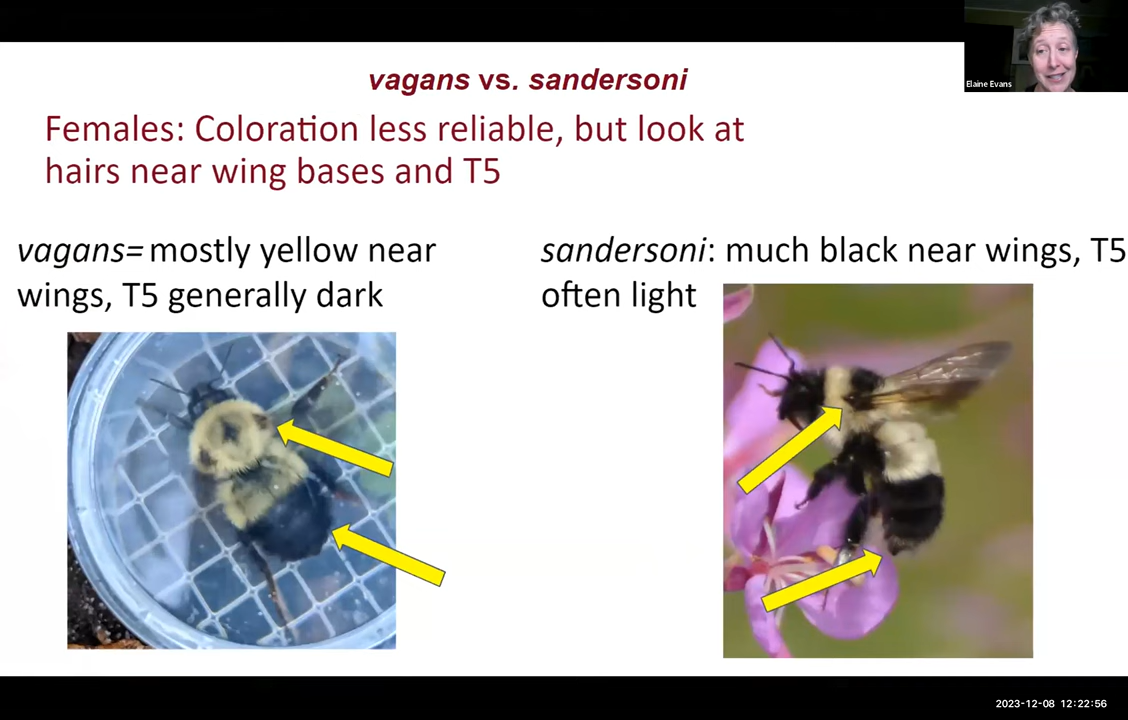 vagans vs. sandersoni
Elaine Evans
Females: Coloration less reliable, but look at
hairs near wing bases and T5
vagans= mostly yellow near
wings, T5 generally dark
sandersoni: much black near wings, T5
often light
2023-12-08 12:22:56